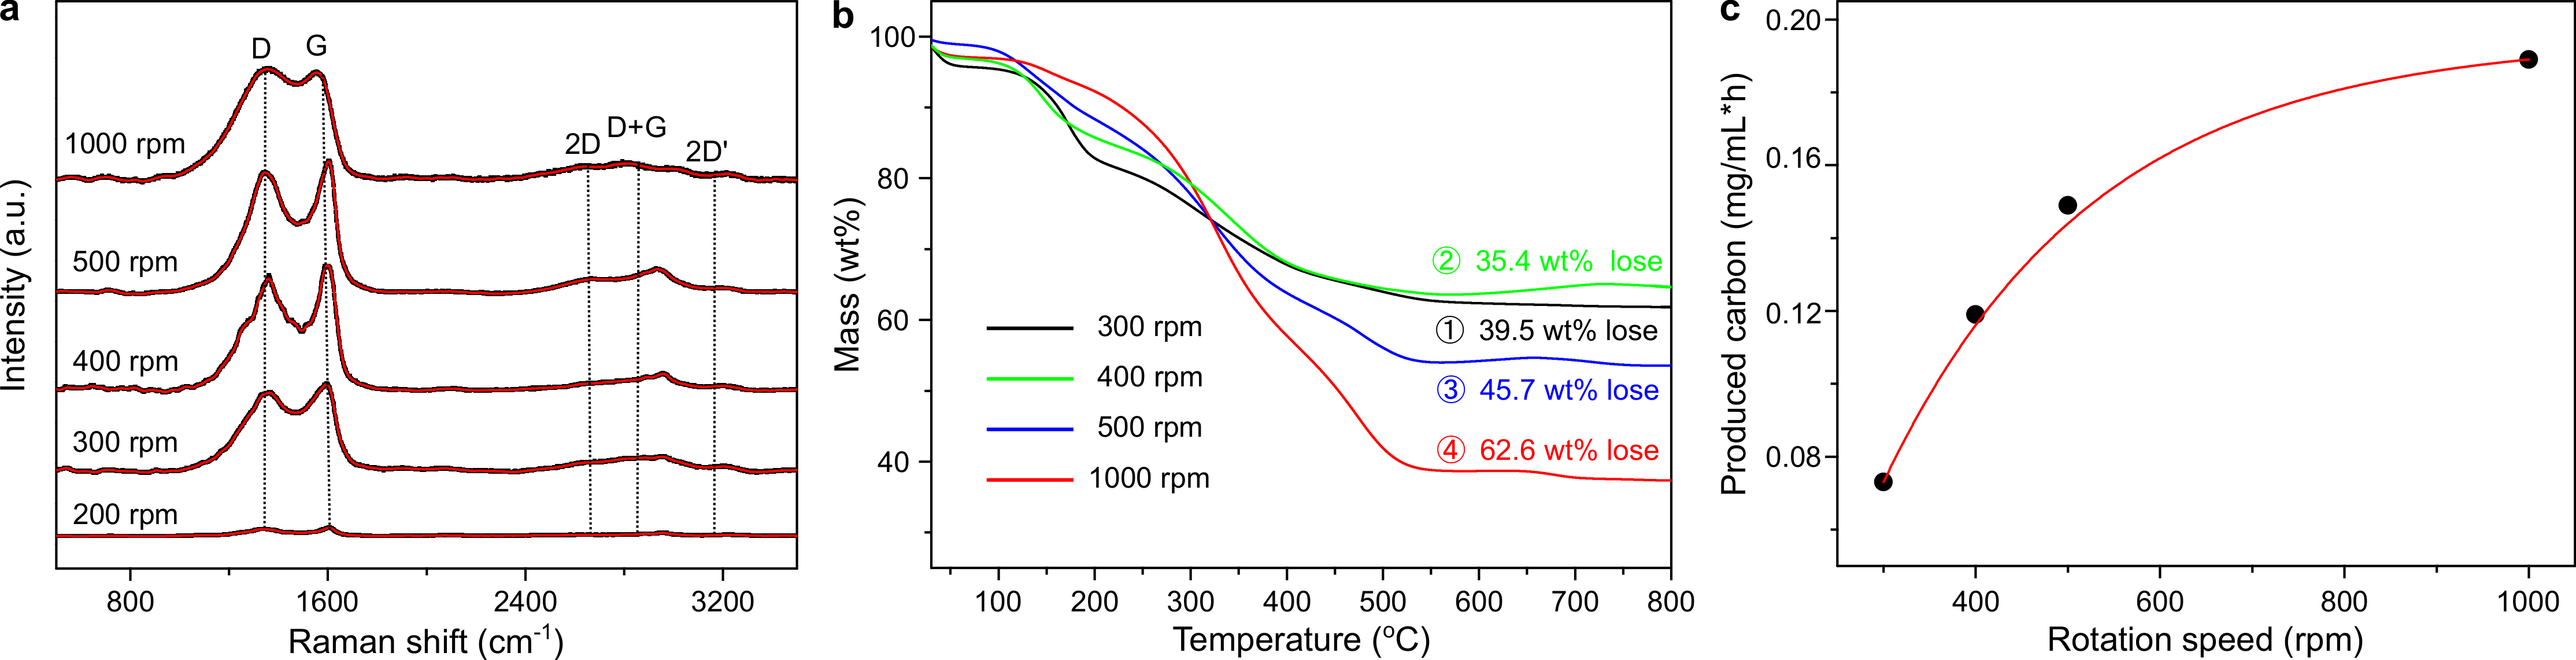 a
D
G
1000 rpm
2D
D+G
2D'
500 rpm
400 rpm
300 rpm
200 rpm
Intensity (a.u.)
800
1600
2400
3200
Raman shift (cm-1)
b
100
80
60
40
Mass (wt%)
② 35.4 wt% lose
① 39.5 wt% lose
③ 45.7 wt% lose
④ 62.6 wt% lose
300 rpm
400 rpm
500 rpm
1000 rpm
100
200
300
400
500
600
700
800
Temperature (oC)
c
0.20
0.16
0.12
0.08
Produced carbon (mg/mL*h)
400
600
800
1000
Rotation speed (rpm)